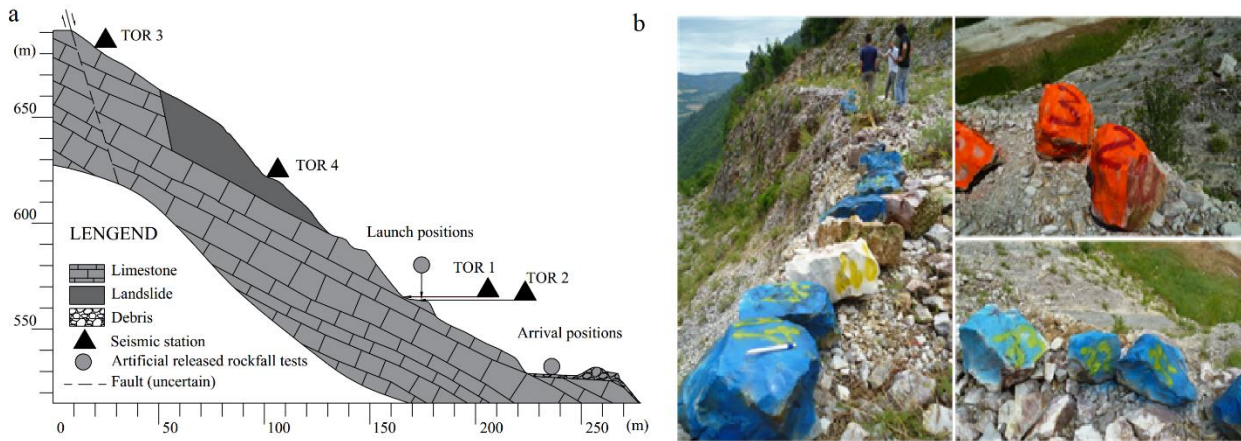 a
b
TOR 3
(m)
650
TOR 4
600
Launch positions
LENGEND
TOR 1
TOR 2
Limestone
Landslide
550
Arrival positions
Debris
Seismic station
Artificial released rockfall tests
Fault (uncertain)
0
50
100
150
200
250
(m)